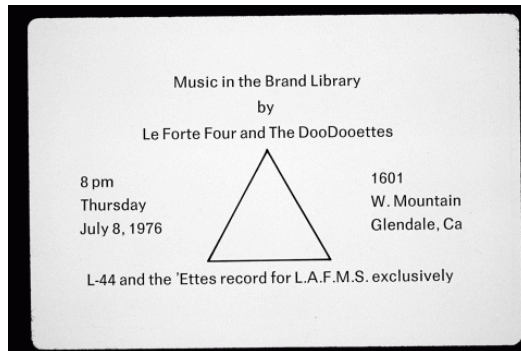 Music in the Brand Library
by
Le Forte Four and The DooDooettes
8 pm
Thursday
July 8, 1976
1601
W. Mountain
Glendale, Ca
L-44 and the 'Ettes record for L.A.F.M.S. exclusively